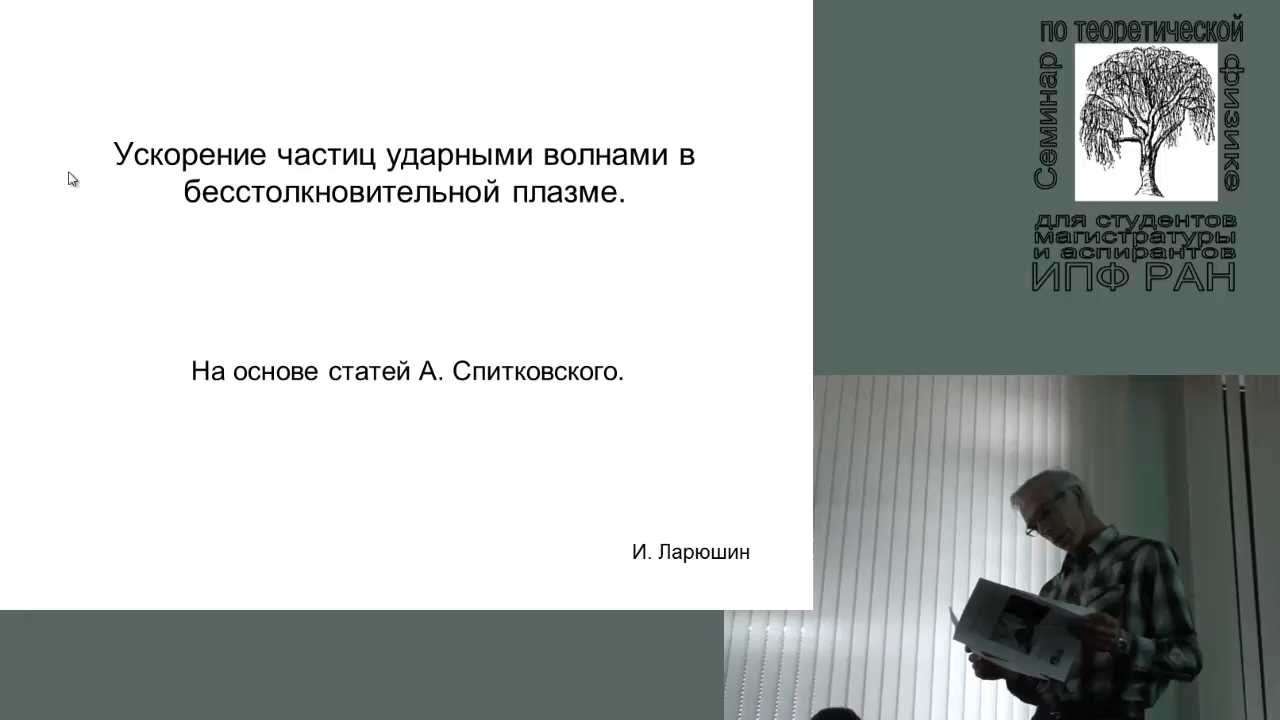 Ускорение частиц ударными волнами в
бесстолкновительной плазме.
На основе статей А. Спитковского.
И. Ларюшин
Семинар
по теоретической
физике
для студентов
магистратуры
и аспирантов
ИПФ РАН